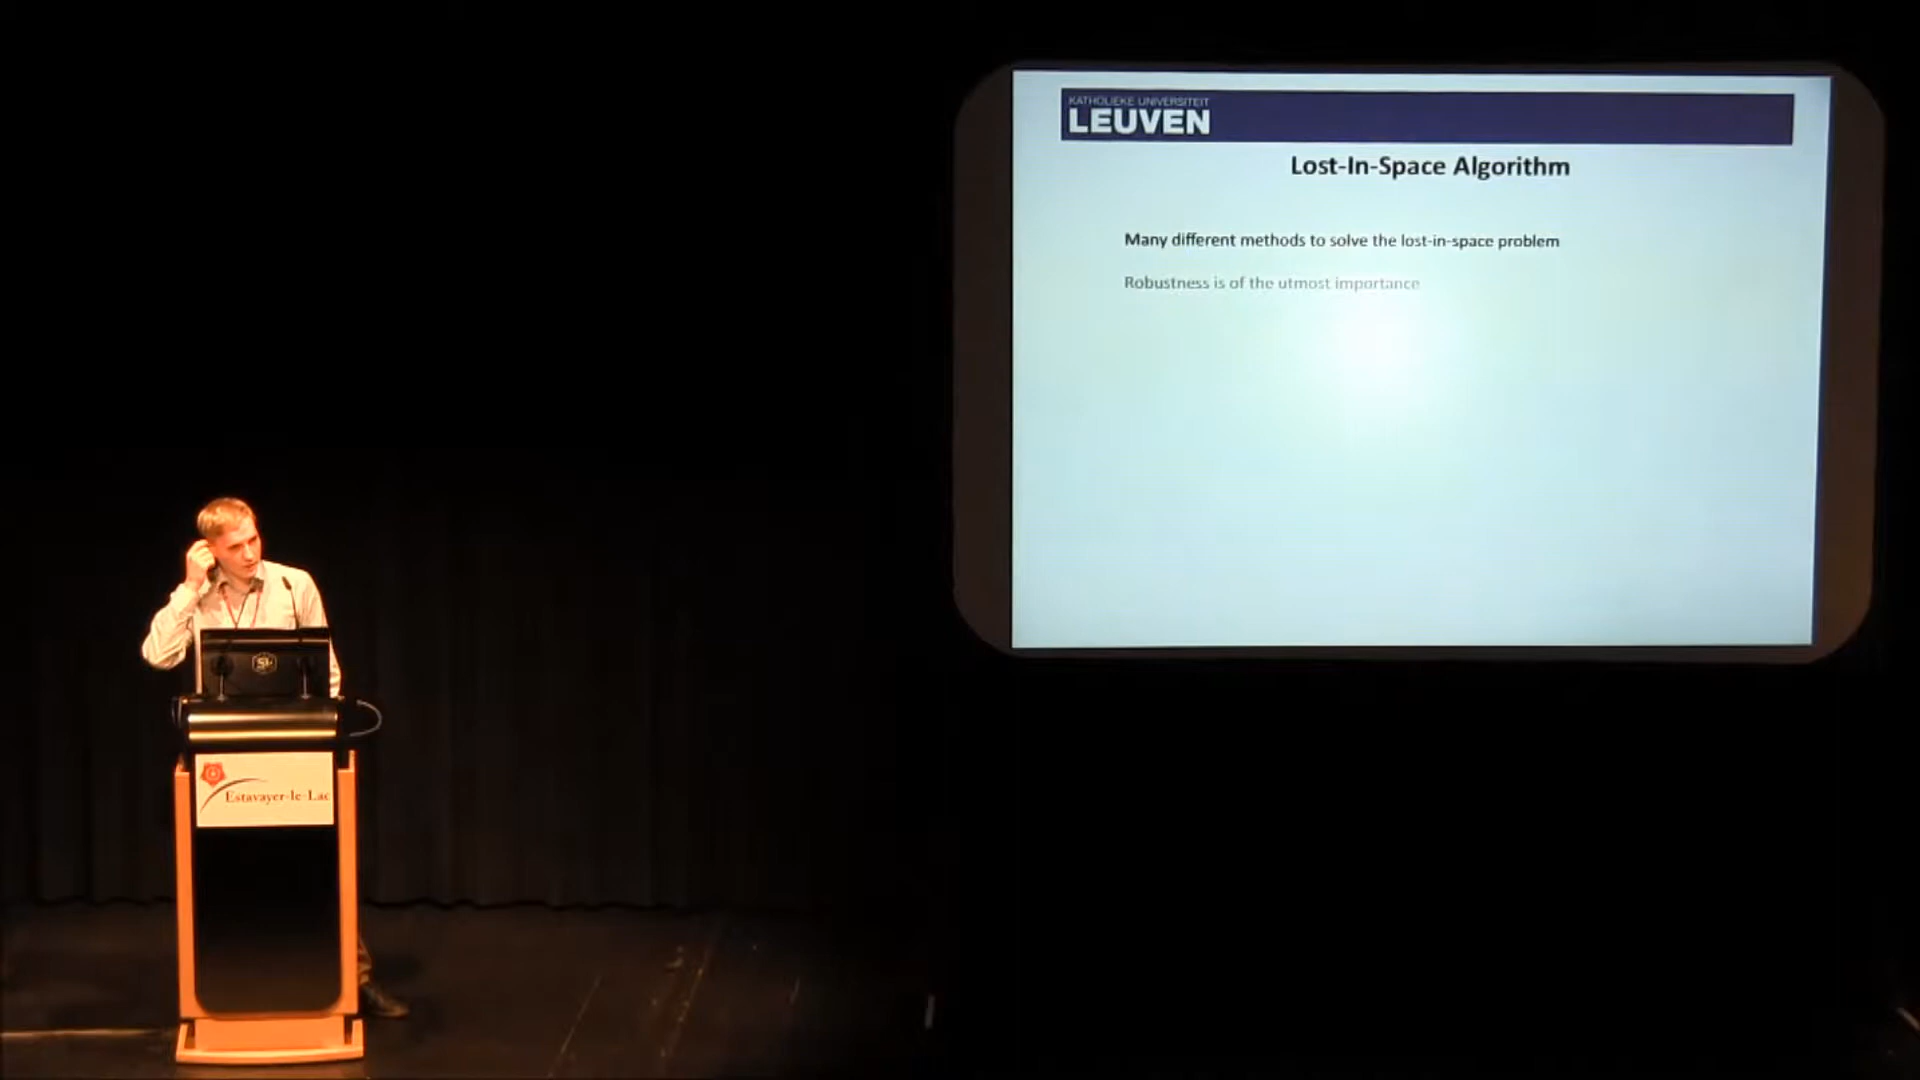 KATHOLIEKE UNIVERSITEIT
LEUVEN
Lost-In-Space Algorithm
Many different methods to solve the lost-in-space problem
Robustness is of the utmost importance
Estavayer-le-Lac